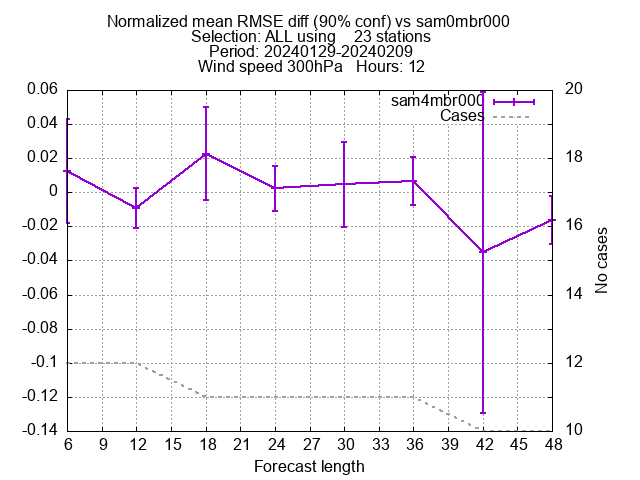 Normalized mean RMSE diff (90% conf) vs sam0mbr000
Selection: ALL using    23 stations
Period: 20240129-20240209
Wind speed 300hPa   Hours: 12
sam4mbr000
Cases
0.06
0.04
0.02
0
-0.02
-0.04
-0.06
-0.08
-0.1
-0.12
-0.14
20
18
16
14
12
10
No cases
6 9 12 15 18 21 24 27 30 33 36 39 42 45 48
Forecast length